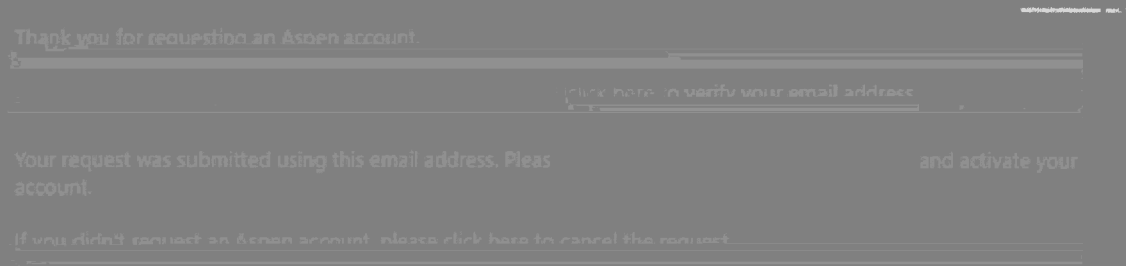 Thank you for requesting an Aspen account.
click here to verify your email address
Your request was submitted using this email address. Pleas and activate your
account.
If you didn't request an Aspen account, please click here to cancel the request.